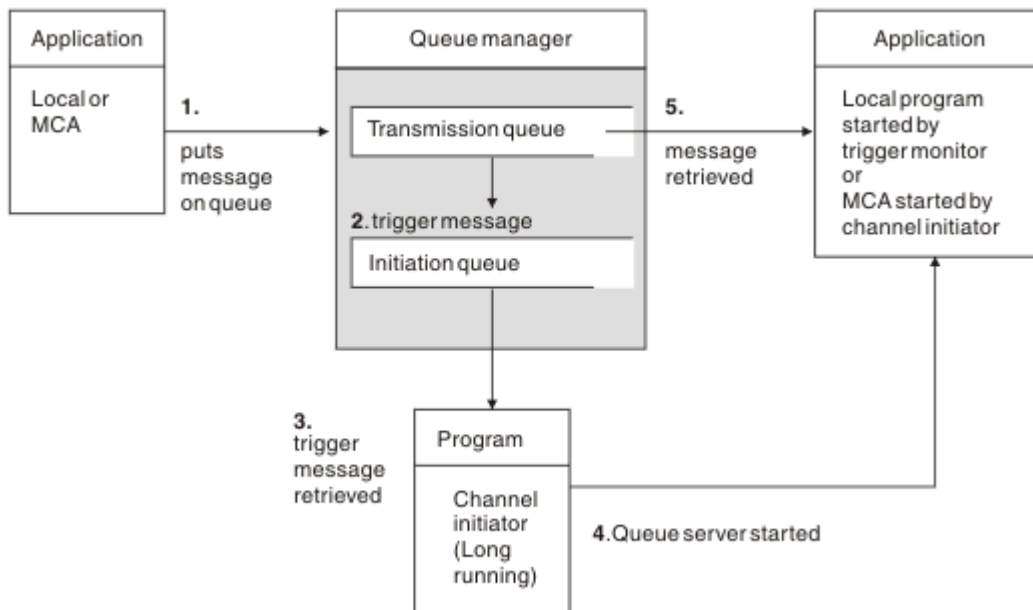 Application
Local or
MCA
1.
puts
message
on queue
Queue manager
Transmission queue
2. trigger message
Initiation queue
5.
message
retrieved
Application
Local program
started by
trigger monitor
or
MCA started by
channel initiator
3.
trigger
message
retrieved
Program
Channel
initiator
(Long
running)
4.Queue server started